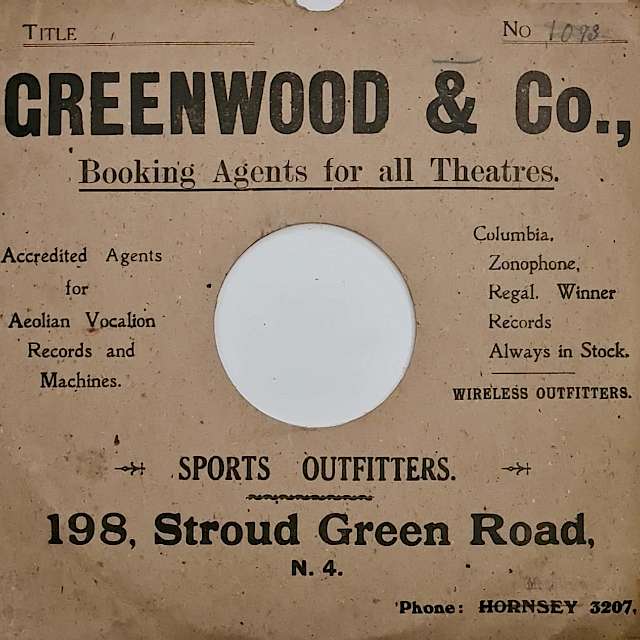 TITLE No 1093
GREENWOOD & Co.,
Booking Agents for all Theatres.
Accredited Agents
for
Aeolian Vocalion
Records and
Machines.
Columbia,
Zonophone,
Regal. Winner
Records
Always in Stock.
WIRELESS OUTFITTERS.
SPORTS OUTFITTERS.
198, Stroud Green Road,
N. 4.
'Phone: HORNSEY 3207.